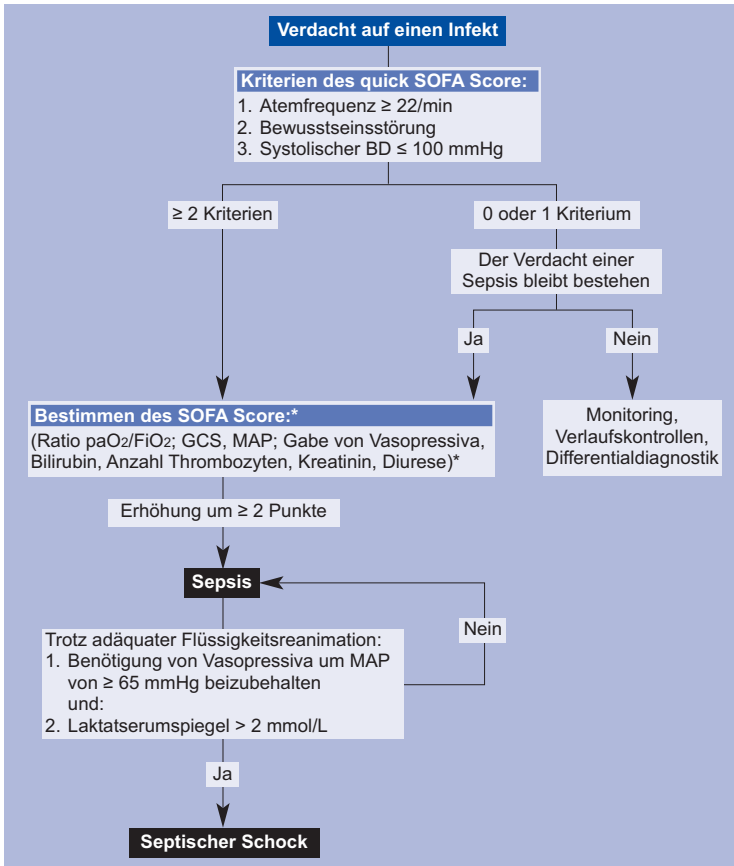 Verdacht auf einen Infekt
Kriterien des quick SOFA Score:
1. Atemfrequenz ≥ 22/min
2. Bewusstseinsstörung
3. Systolischer BD ≤ 100 mmHg
≥ 2 Kriterien
0 oder 1 Kriterium
Der Verdacht einer
Sepsis bleibt bestehen
Ja
Nein
Bestimmen des SOFA Score:*
(Ratio paO2/FiO2; GCS, MAP; Gabe von Vasopressiva,
Bilirubin, Anzahl Thrombozyten, Kreatinin, Diurese)*
Monitoring,
Verlaufskontrollen,
Differentialdiagnostik
Erhöhung um ≥ 2 Punkte
Sepsis
Nein
Trotz adäquater Flüssigkeitsreanimation:
1. Benötigung von Vasopressiva um MAP
von ≥ 65 mmHg beizubehalten
und:
2. Laktatserumspiegel > 2 mmol/L
Ja
Septischer Schock